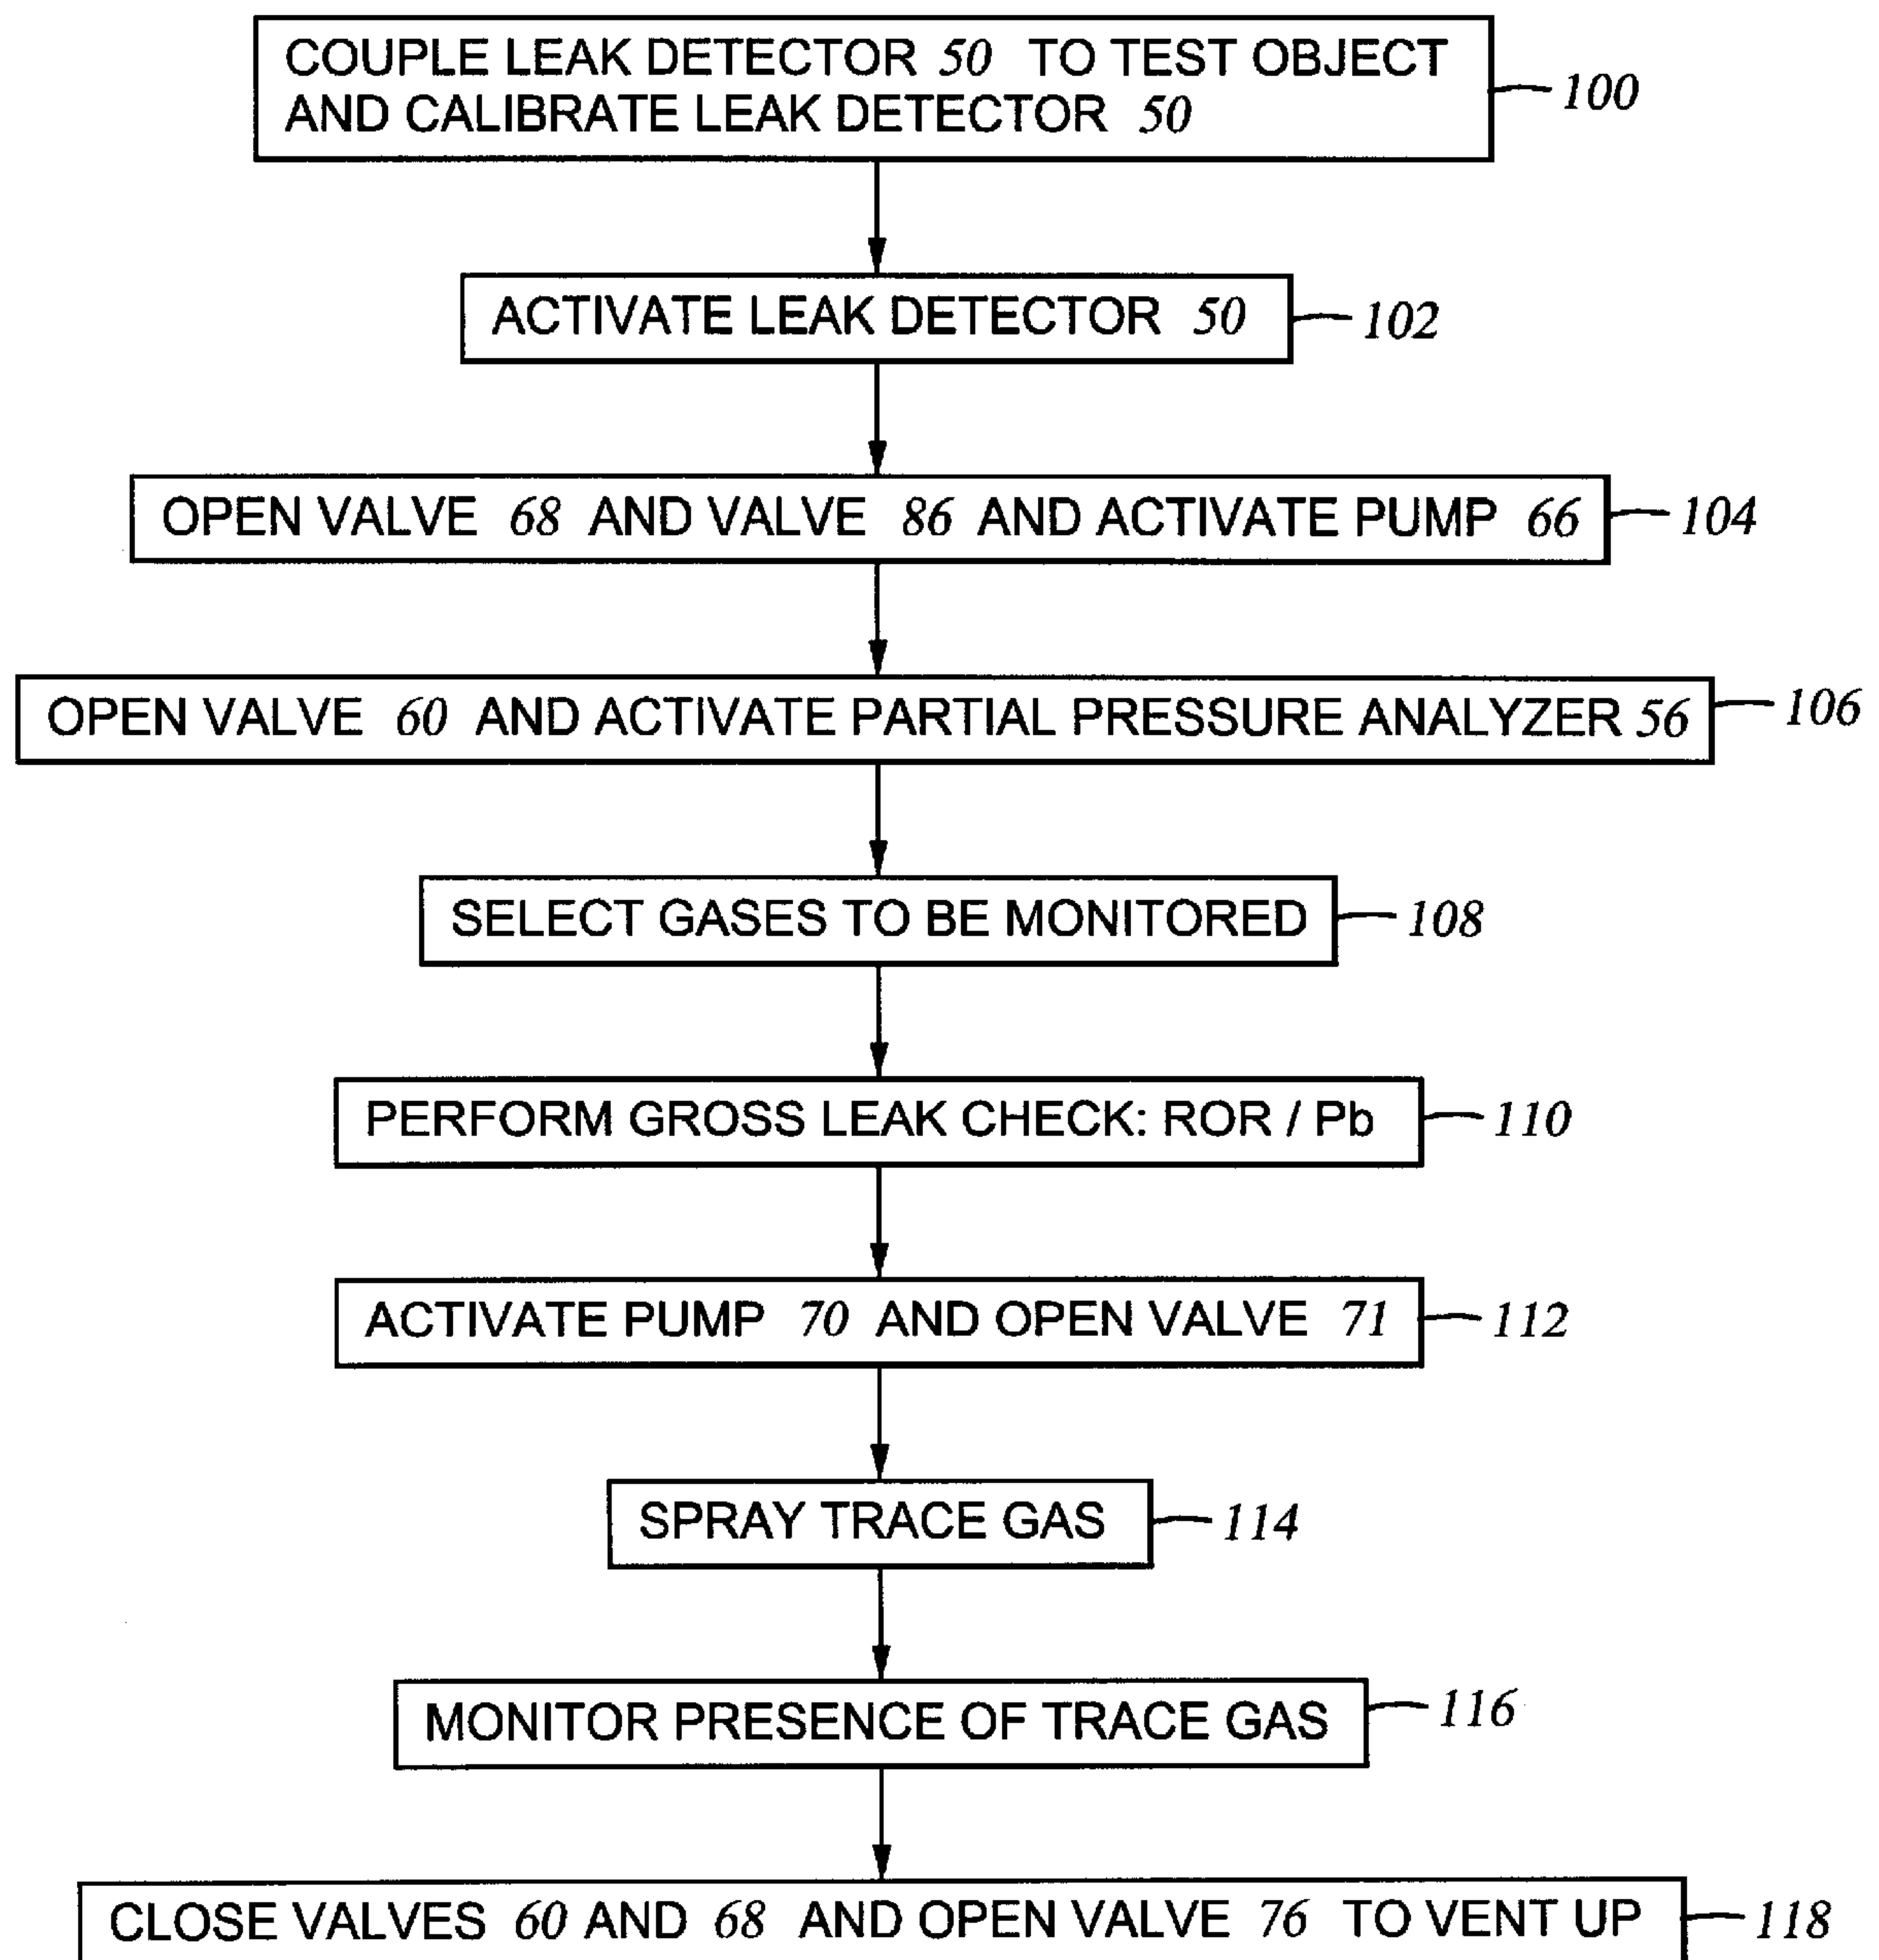 COUPLE LEAK DETECTOR 50 TO TEST OBJECT
AND CALIBRATE LEAK DETECTOR 50
100
ACTIVATE LEAK DETECTOR 50
102
OPEN VALVE 68 AND VALVE 86 AND ACTIVATE PUMP 66
104
OPEN VALVE 60 AND ACTIVATE PARTIAL PRESSURE ANALYZER 56
106
SELECT GASES TO BE MONITORED
108
PERFORM GROSS LEAK CHECK: ROR / Pb
110
ACTIVATE PUMP 70 AND OPEN VALVE 71
112
SPRAY TRACE GAS
114
MONITOR PRESENCE OF TRACE GAS
116
CLOSE VALVES 60 AND 68 AND OPEN VALVE 76 TO VENT UP
118